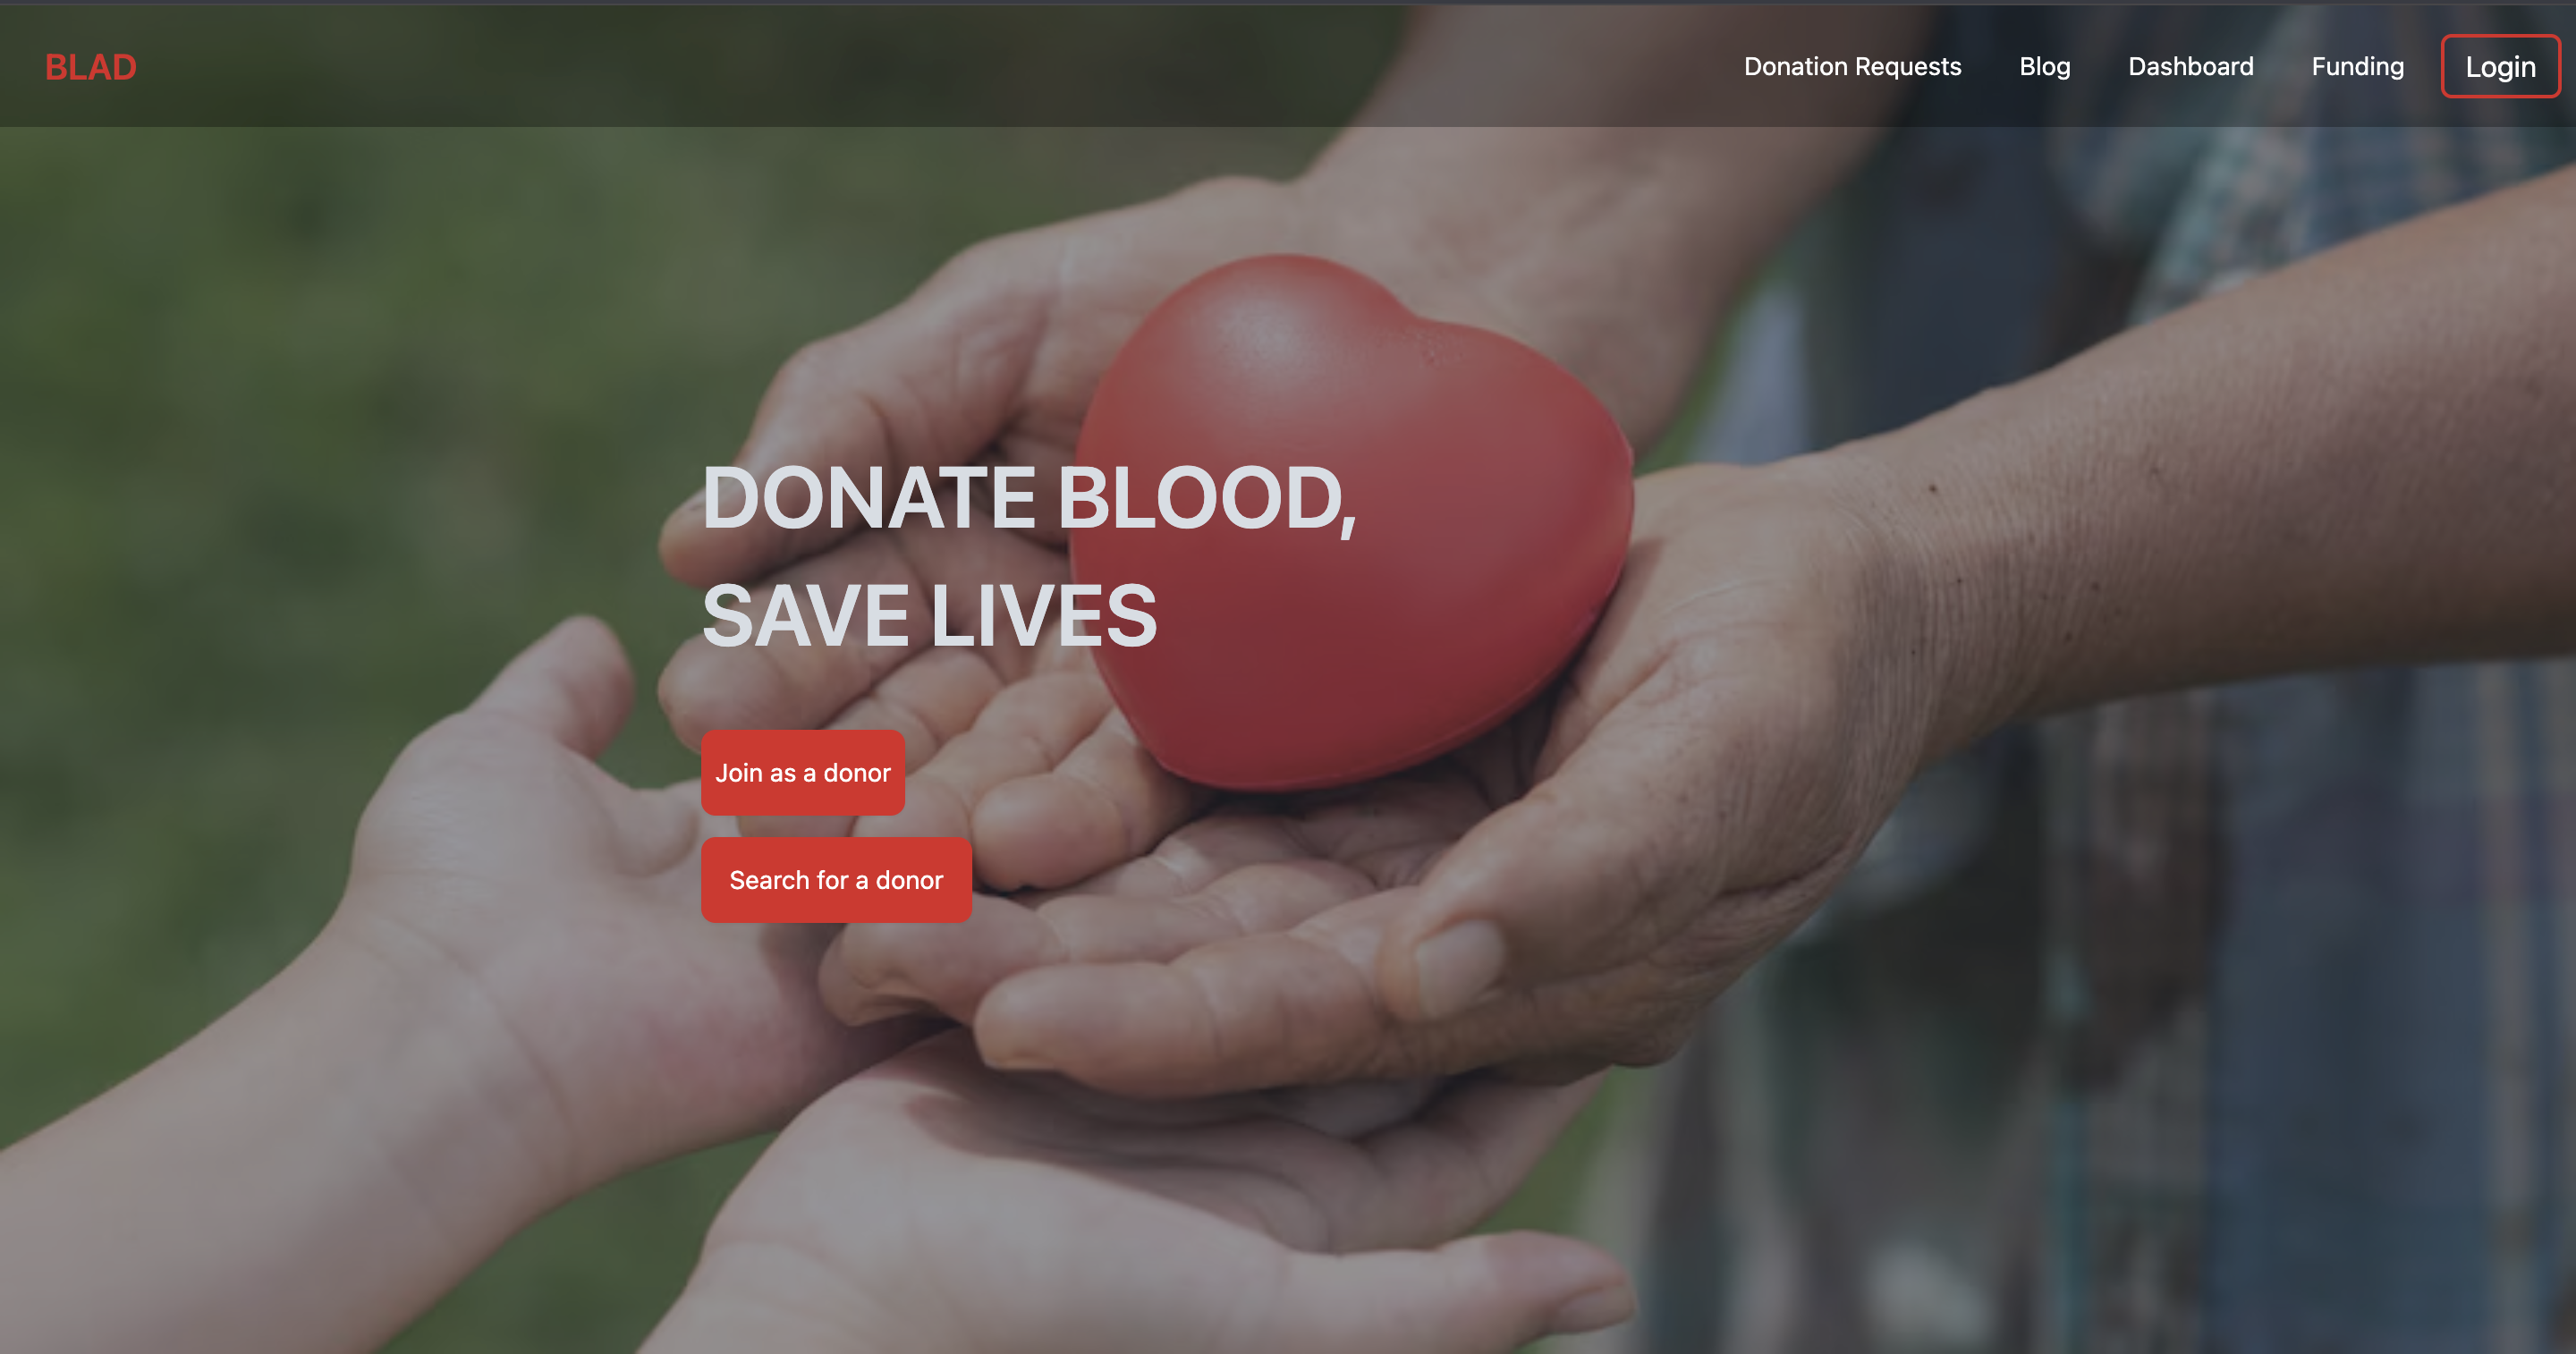 BLAD
Donation Requests
Blog
Dashboard
Funding
Login
DONATE BLOOD,
SAVE LIVES
Join as a donor
Search for a donor